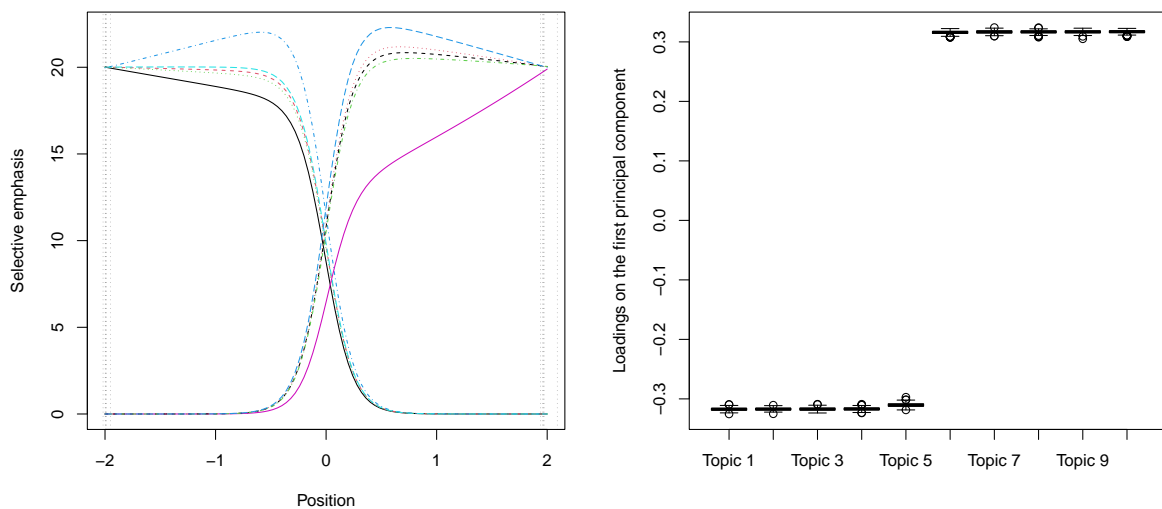 Selective emphasis
20
15
10
5
0
−2
−1
0
1
2
Position
Loadings on the first principal component
0.3
0.2
0.1
0.0
−0.1
−0.2
−0.3
Topic 1
Topic 3
Topic 5
Topic 7
Topic 9